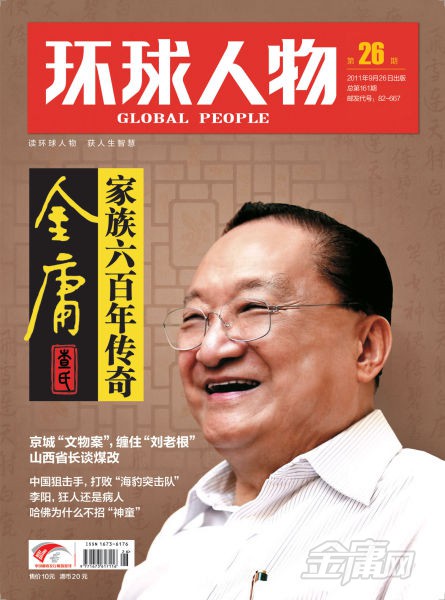 环球人物
GLOBAL PEOPLE
第26期
2011年9月26日出版
总第161期
邮发代号：82-667
读环球人物 获人生智慧
金庸
查氏
家族六百年传奇
京城“文物案”，缠住“刘老根”
山西省长谈煤改
中国狙击手，打败“海豹突击队”
李阳，狂人还是病人
哈佛为什么不招“神童”
ISSN 1673-6176
售价10元 港币20元
金庸网